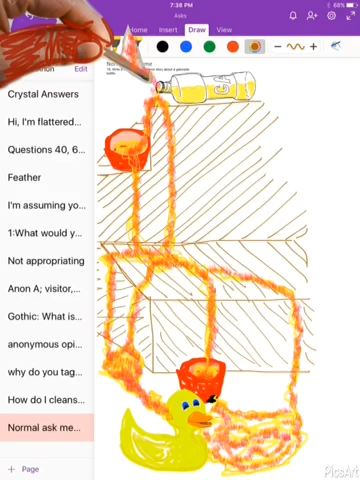 7:38 PM
68%
Asks
Home
Insert
Draw
View
Edit
Crystal Answers
Hi, I'm flattered...
Questions 40, 6...
Feather
I'm assuming yo...
1:What would y...
Not appropriating
Anon A; visitor,...
Gothic: What is...
anonymous opi...
why do you tag...
How do I cleans...
Normal ask me...
+ Page
PicsArt